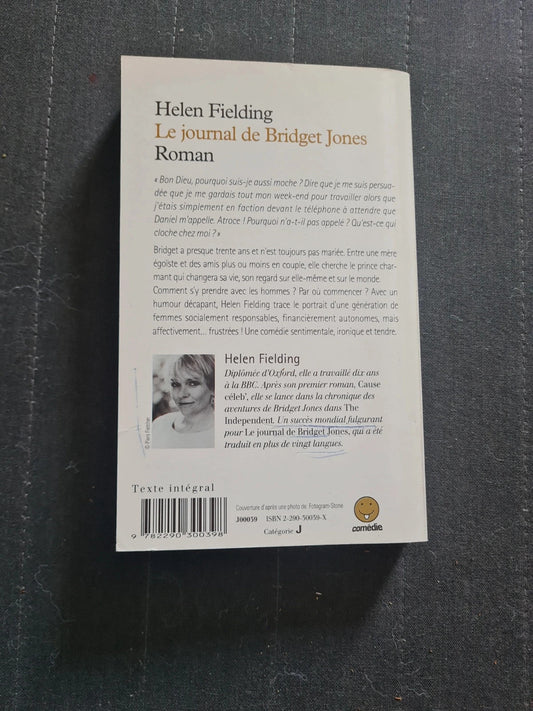 Helen Fielding
Le journal de Bridget Jones
Roman
« Bon Dieu, pourquoi suis-je aussi moche ? Dire que je me suis persua-
dée que je me gardais tout mon week-end pour travailler alors que
j'étais simplement en faction devant le téléphone à attendre que
Daniel m'appelle. Atroce ! Pourquoi n'a-t-il pas appelé ? Qu'est-ce qui
cloche chez moi ? »
Bridget a presque trente ans et n'est toujours pas mariée. Entre une mère
égoïste et des amis plus ou moins en couple, elle cherche le prince char-
mant qui changera sa vie, son regard sur elle-même et sur le monde.
Comment s'y prendre avec les hommes ? Par où commencer ? Avec un
humour décapant, Helen Fielding trace le portrait d'une génération de
femmes socialement responsables, financièrement autonomes, mais
affectivement... frustrées ! Une comédie sentimentale, ironique et tendre.
Helen Fielding
Diplômée d'Oxford, elle a travaillé dix ans
à la BBC. Après son premier roman, Cause
céleb', elle se lance dans la chronique des
aventures de Bridget Jones dans The
Independent. Un succès mondial fulgurant
pour Le journal de Bridget Jones, qui a été
traduit en plus de vingt langues.
Texte intégral
Couverture d'après une photo de Fotogram-Stone
J00039 ISBN 2-290-30039-X
Catégorie J
comédie
9 782290 300398